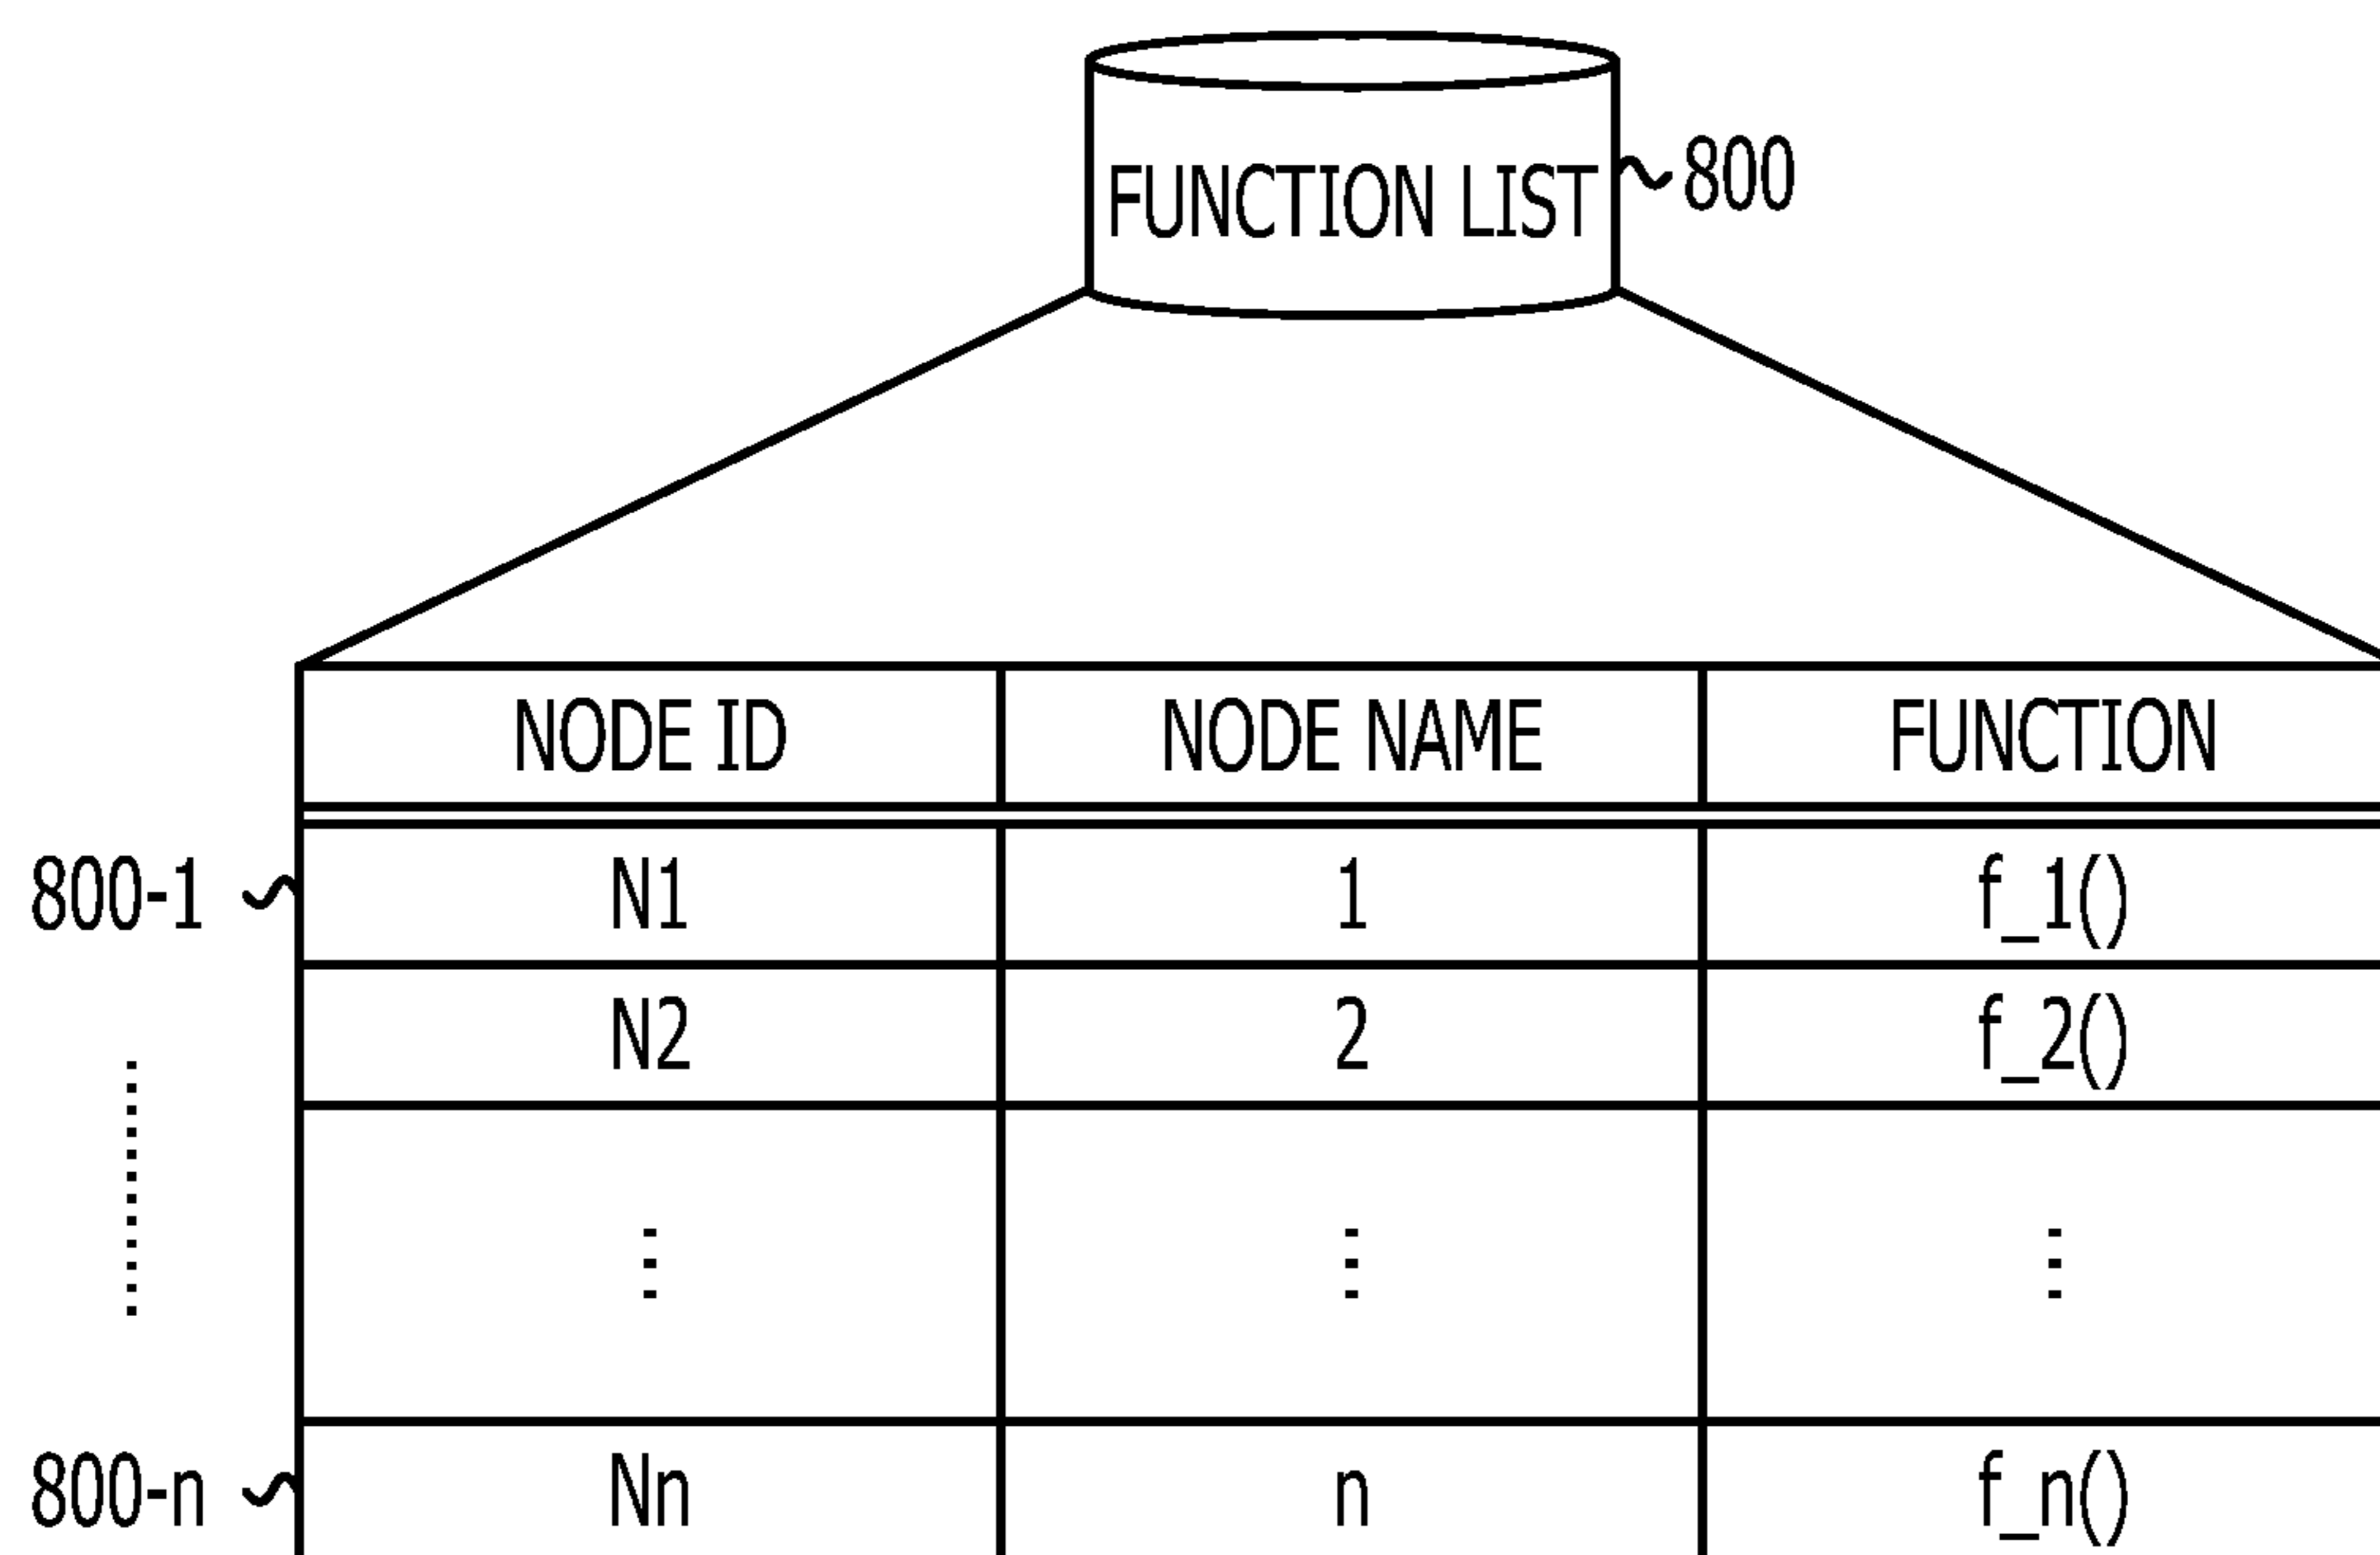 FUNCTION LIST 800
NODE ID NODE NAME FUNCTION
800-1 N1 1 f_1()
N2 2 f_2()
⋮ ⋮ ⋮
800-n Nn n f_n()